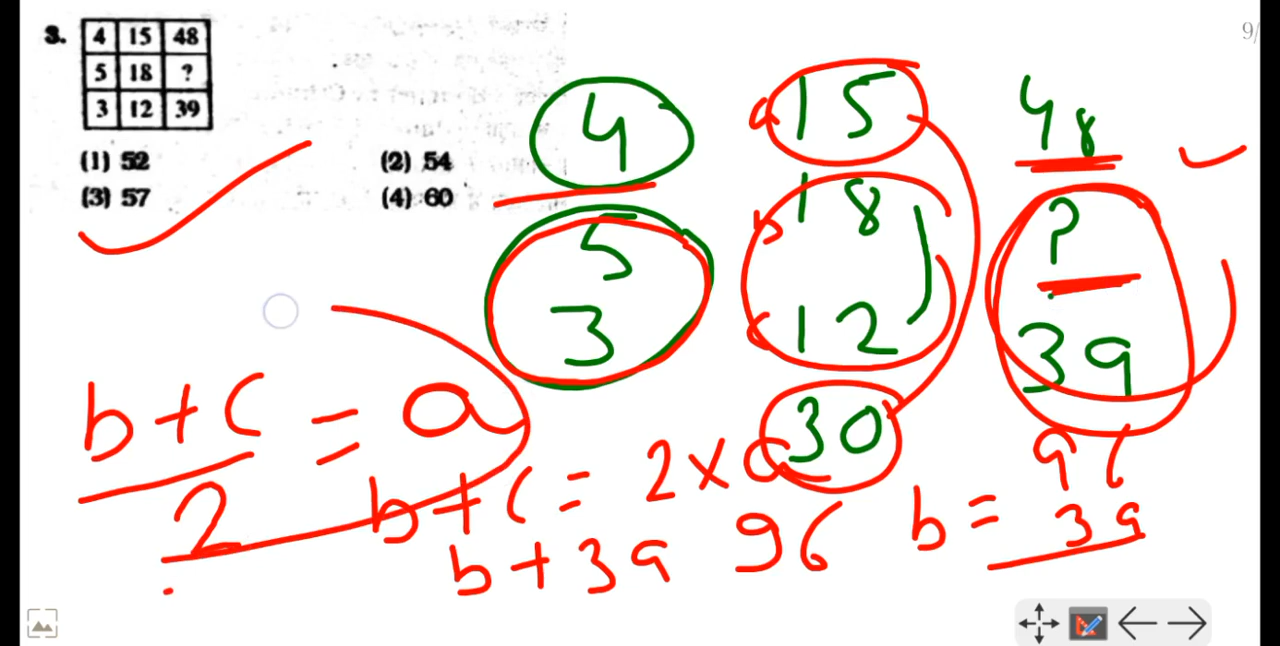 3. 4 15 48
5 18 ?
3 12 39
(1) 52 (2) 54
(3) 57 (4) 60
9/
4 a 15 48
5 b 18 ?
3 c 12 39
30
b+c/2 = a
b+c = 2×a
b+39 96
96
b = 39